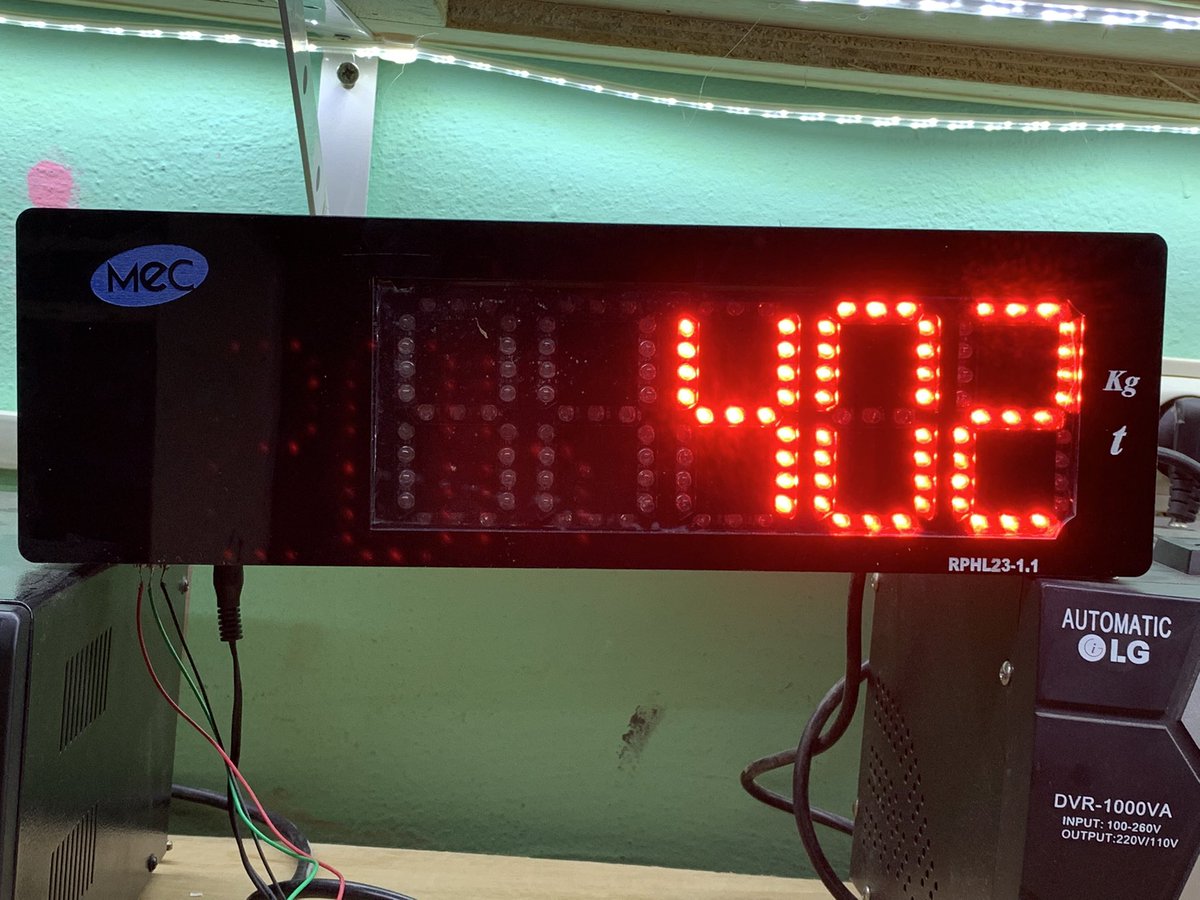 MeC
402
Kg
t
RPHL23-1.1
AUTOMATIC
i LG
DVR-1000VA
INPUT: 100-260V
OUTPUT:220V/110V